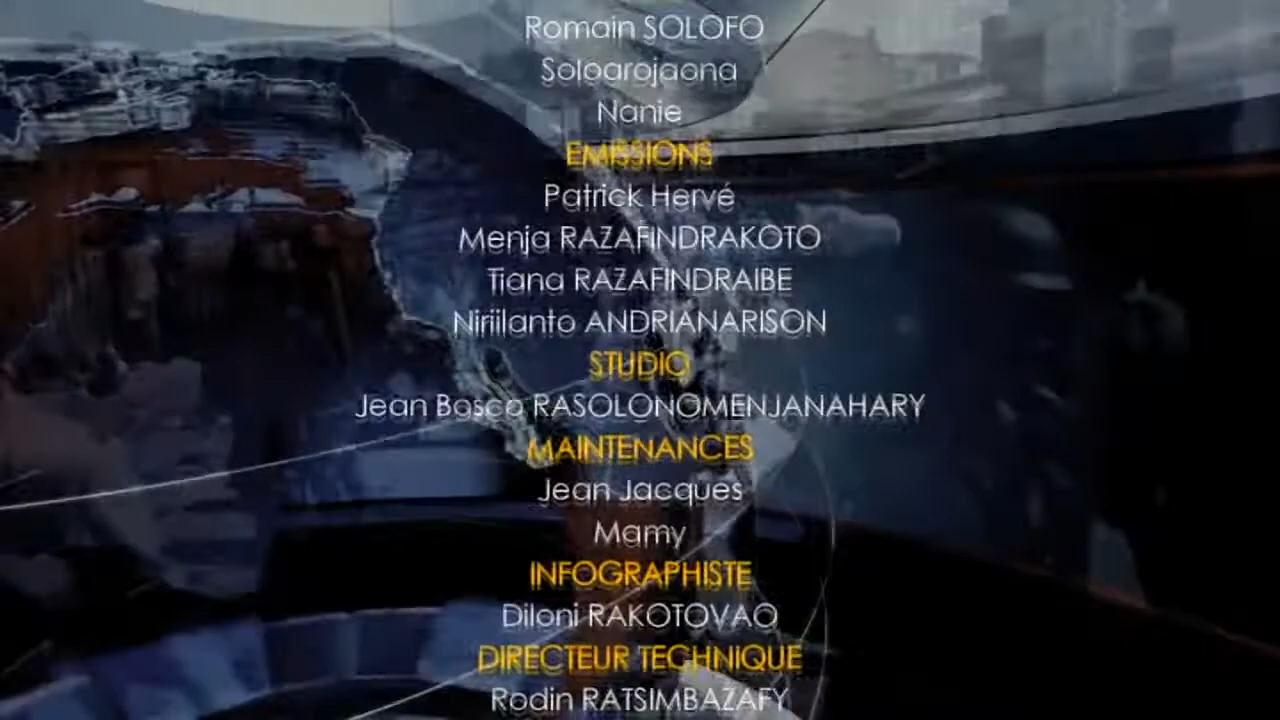 Romain SOLOFO
Soloarojaona
Nanie
EMISSIONS
Patrick Hervé
Menja RAZAFINDRAKOTO
Tiana RAZAFINDRAIBE
Niriilanto ANDRIANARISON
STUDIO
Jean Bosco RASOLONOMENJANAHARY
MAINTENANCES
Jean Jacques
Mamy
INFOGRAPHISTE
Diloni RAKOTOVAO
DIRECTEUR TECHNIQUE
Rodin RATSIMBAZAFY